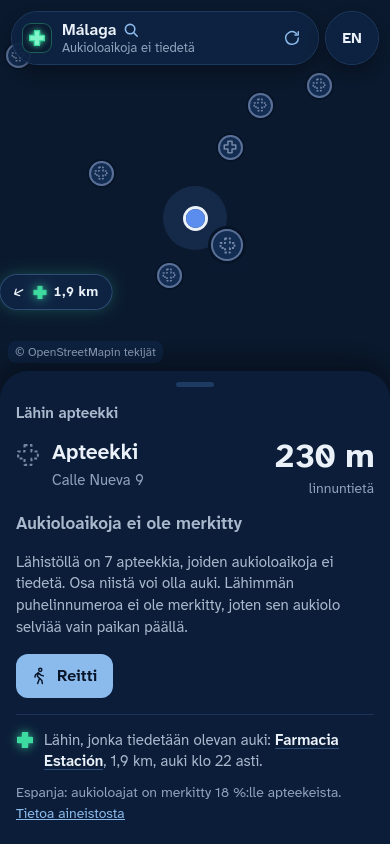 Málaga
Aukioloaikoja ei tiedetä
EN
1,9 km
© OpenStreetMapin tekijät
Lähin apteekki
Apteekki
230 m
Calle Nueva 9
linnuntietä
Aukioloaikoja ei ole merkitty
Lähistöllä on 7 apteekkia, joiden aukioloaikoja ei
tiedetä. Osa niistä voi olla auki. Lähimmän
puhelinnumeroa ei ole merkitty, joten sen aukiolo
selviää vain paikan päällä.
Reitti
Lähin, jonka tiedetään olevan auki: Farmacia
Estación, 1,9 km, auki klo 22 asti.
Espanja: aukioloajat on merkitty 18 %:lle apteekeista.
Tietoa aineistosta